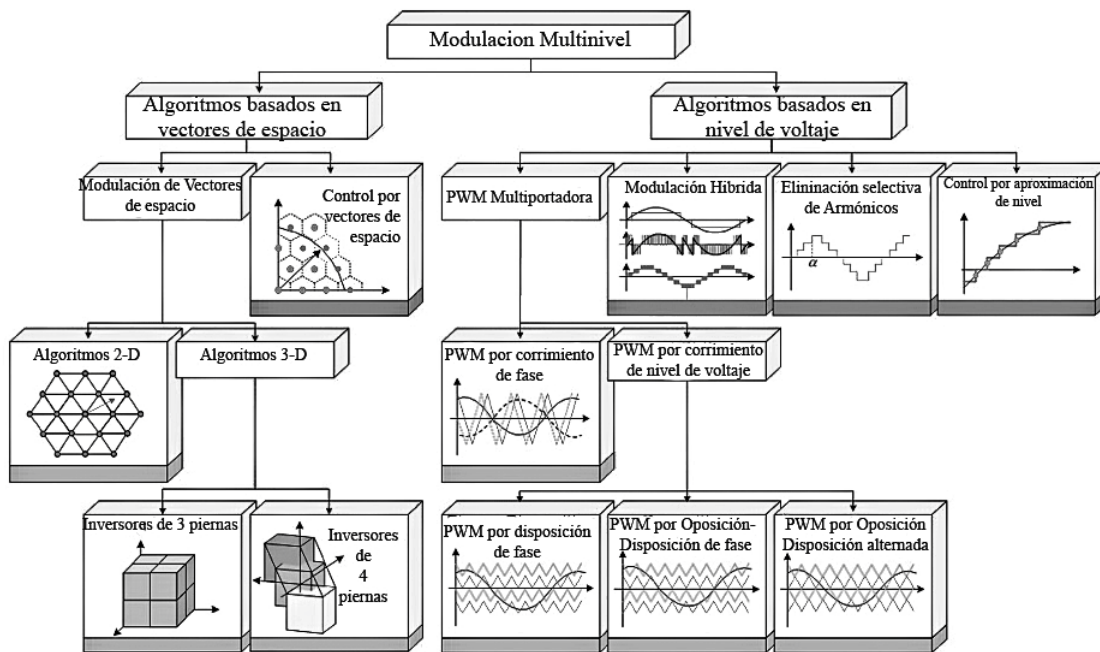 Modulacion Multinivel
Algoritmos basados en
vectores de espacio
Algoritmos basados en
nivel de voltaje
Modulación de Vectores
de espacio
Control por
vectores de
espacio
PWM Multiportadora
Modulación Hibrida
Elininación selectiva
de Armónicos
α
Control por aproximación
de nivel
Algoritmos 2-D
Algoritmos 3-D
PWM por corrimiento
de fase
PWM por corrimiento
de nivel de voltaje
Inversores de 3 piernas
Inversores
de
4
piernas
PWM por disposición
de fase
PWM por Oposición-
Disposición de fase
PWM por Oposición
Disposición alternada